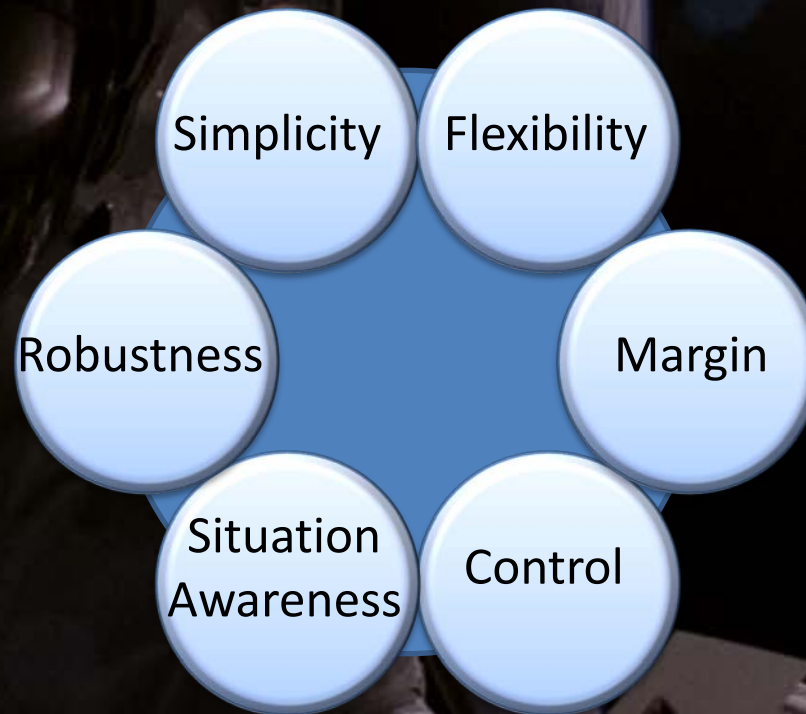 Simplicity
Flexibility
Robustness
Margin
Situation
Awareness
Control